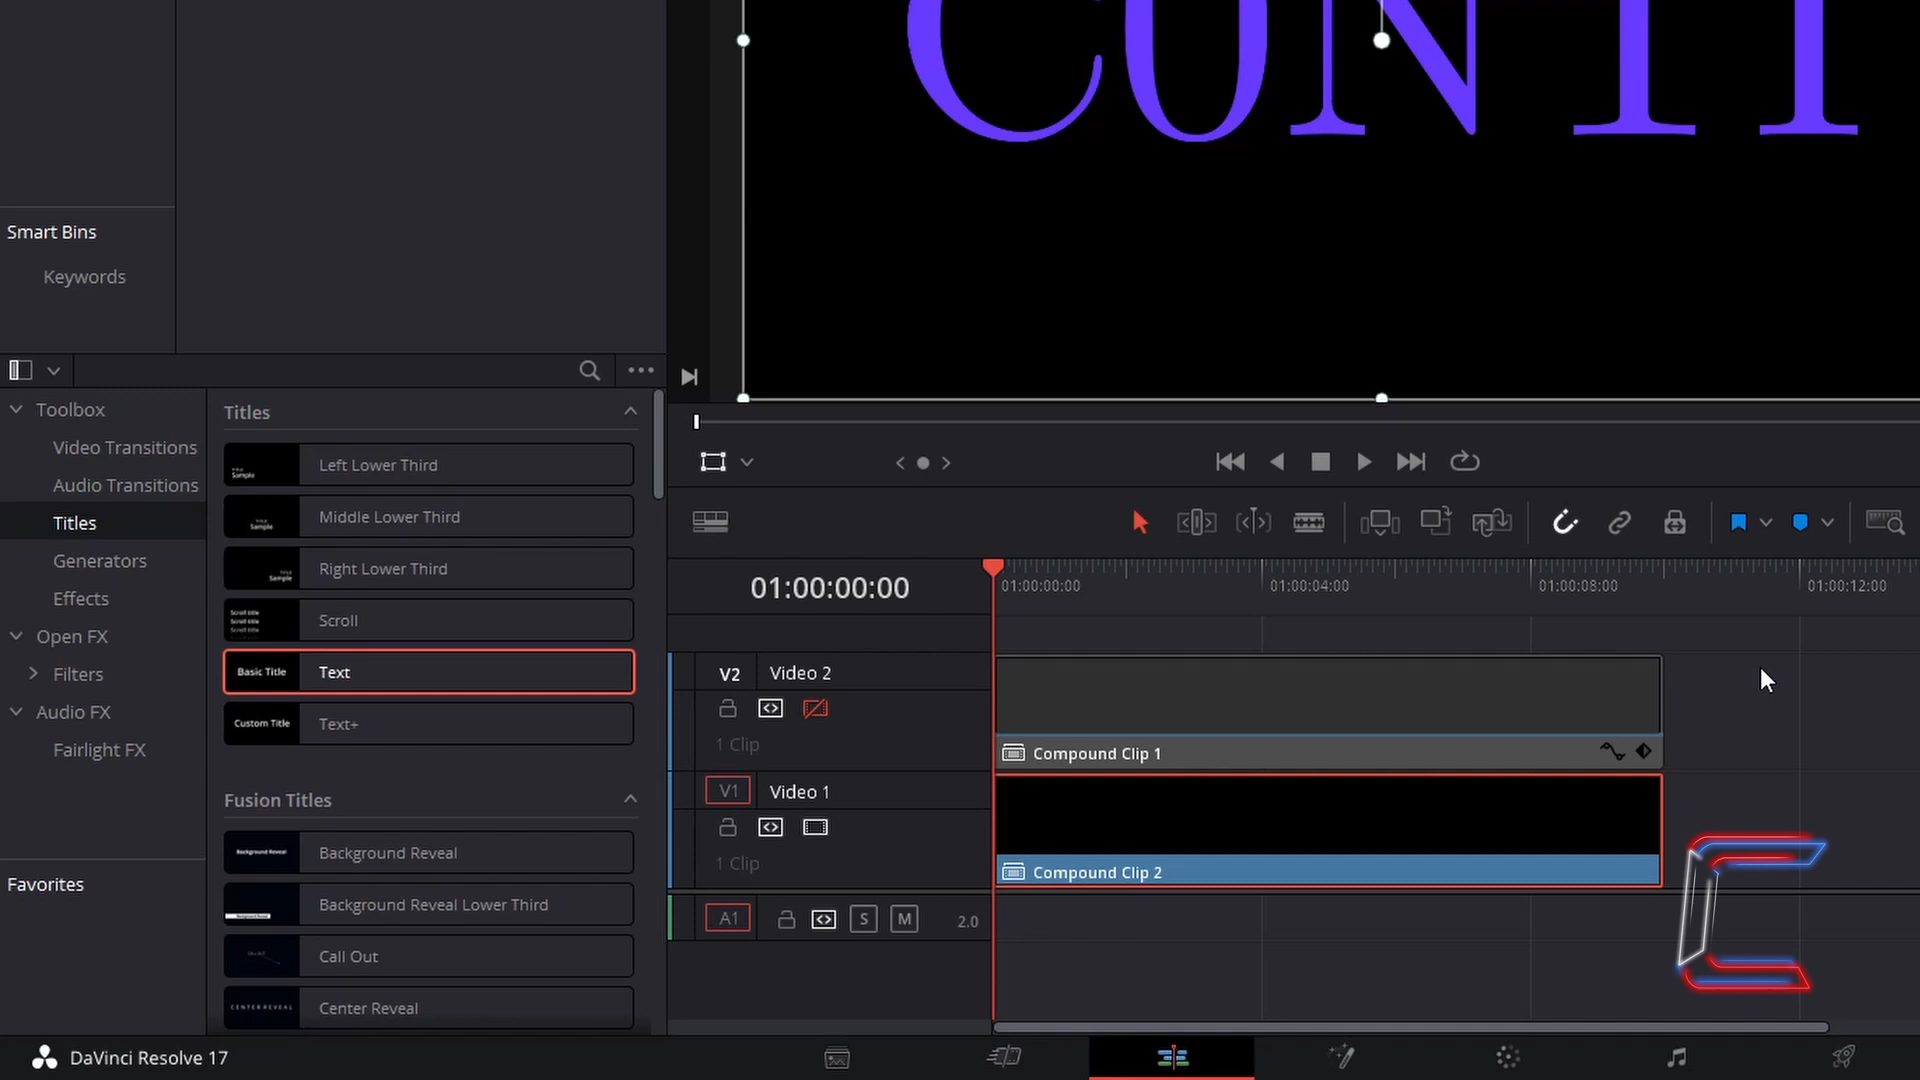 CONTI
Smart Bins
Keywords
Toolbox
Video Transitions
Audio Transitions
Titles
Generators
Effects
Open FX
Filters
Audio FX
Fairlight FX
Favorites
Titles
Left Lower Third
Middle Lower Third
Right Lower Third
Scroll
Basic Title
Text
Custom Title
Text+
Fusion Titles
Background Reveal
Background Reveal Lower Third
Call Out
CENTER REVEAL
Center Reveal
01:00:00:00
01:00:00:00
01:00:04:00
01:00:08:00
01:00:12:00
V2
Video 2
1 Clip
Compound Clip 1
V1
Video 1
1 Clip
Compound Clip 2
A1
S
M
2.0
DaVinci Resolve 17